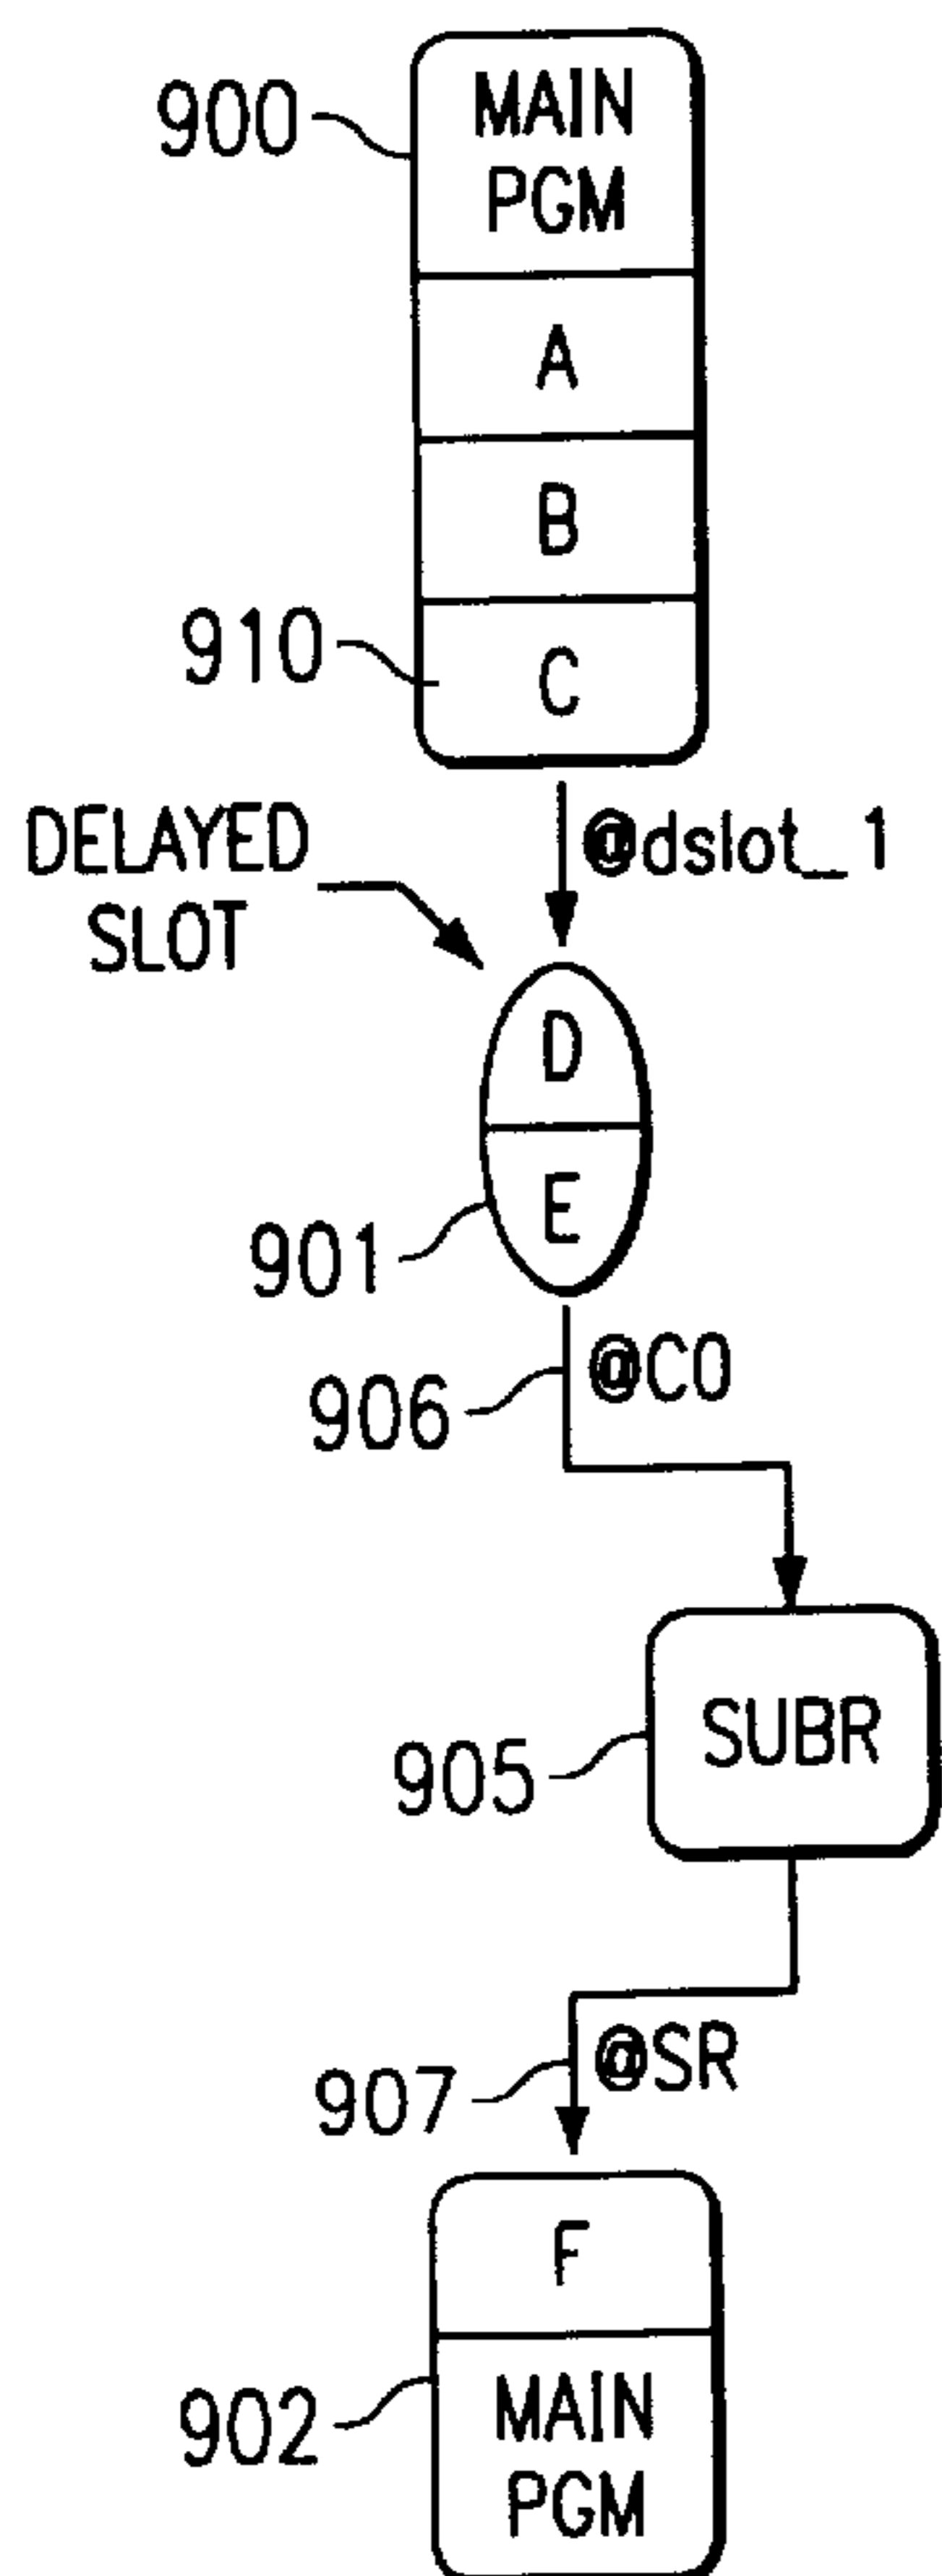 900
MAIN
PGM
A
B
910
C
DELAYED
SLOT
@dslot_1
D
E
901
906
@C0
905
SUBR
907
@SR
F
902
MAIN
PGM